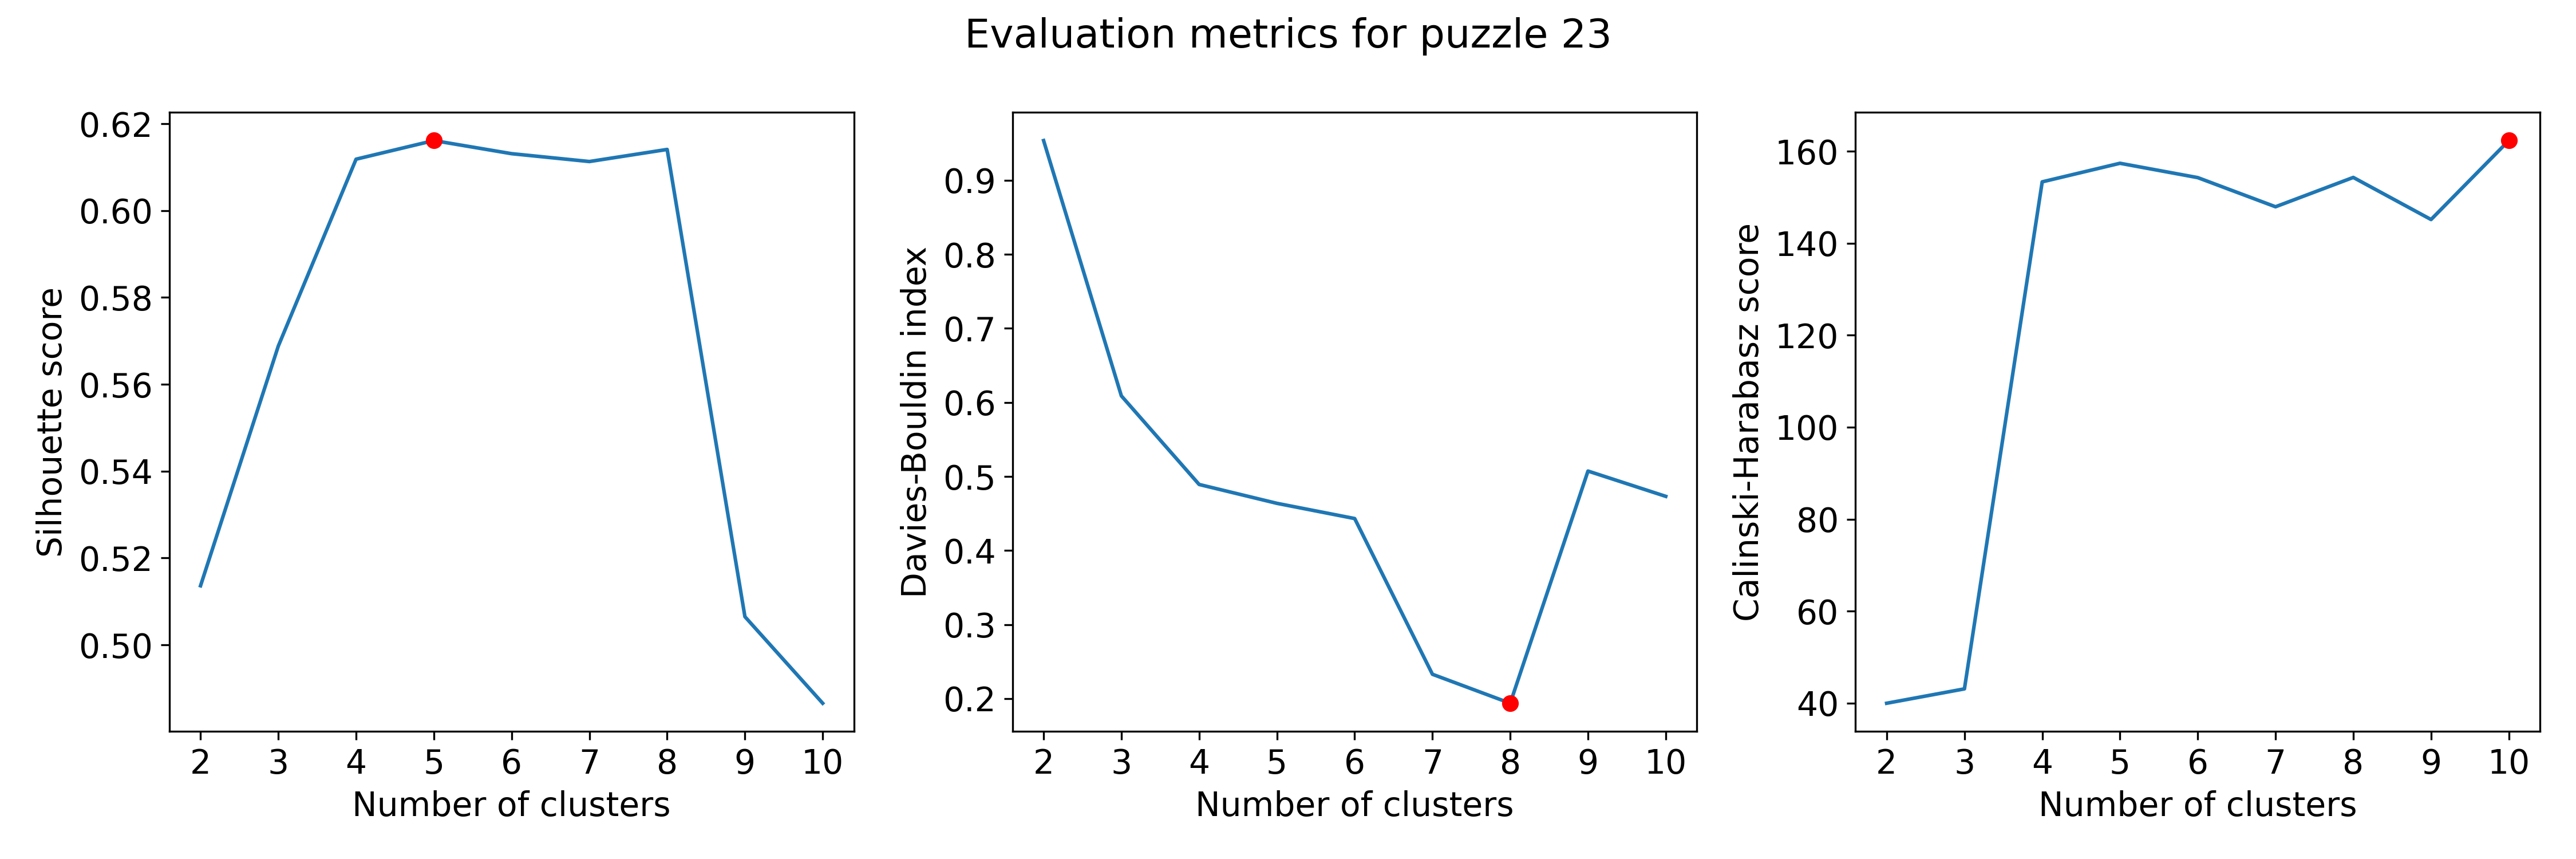 Evaluation metrics for puzzle 23
Silhouette score
0.62
0.60
0.58
0.56
0.54
0.52
0.50
2 3 4 5 6 7 8 9 10
Number of clusters
Davies-Bouldin index
0.9
0.8
0.7
0.6
0.5
0.4
0.3
0.2
2 3 4 5 6 7 8 9 10
Number of clusters
Calinski-Harabasz score
160
140
120
100
80
60
40
2 3 4 5 6 7 8 9 10
Number of clusters